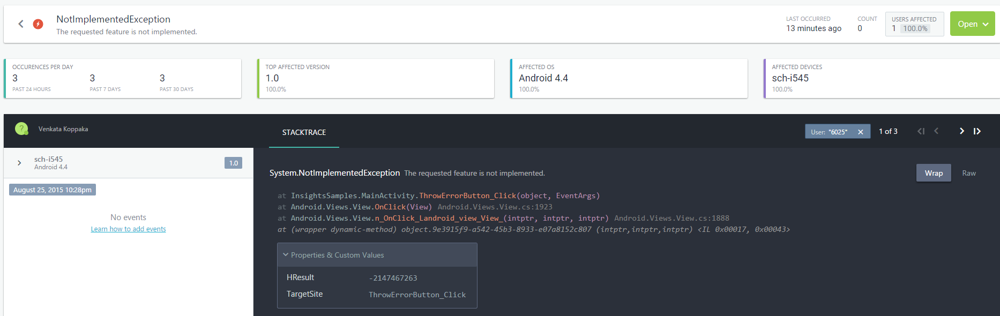 NotImplementedException
The requested feature is not implemented.
LAST OCCURRED
13 minutes ago
COUNT
0
USERS AFFECTED
1 100.0%
Open
OCCURENCES PER DAY
3 3 3
PAST 24 HOURS PAST 7 DAYS PAST 30 DAYS
TOP AFFECTED VERSION
1.0
100.0%
AFFECTED OS
Android 4.4
100.0%
AFFECTED DEVICES
sch-i545
100.0%
? Venkata Koppaka
STACKTRACE
User: "6025" ✕ 1 of 3
sch-i545
Android 4.4
1.0
August 25, 2015 10:28pm
No events
Learn how to add events
System.NotImplementedException The requested feature is not implemented.
Wrap Raw
at InsightsSamples.MainActivity.ThrowErrorButton_Click(object, EventArgs)
at Android.Views.View.OnClick(View) Android.Views.View.cs:1923
at Android.Views.View.n_OnClick_Landroid_view_View_(intptr, intptr, intptr) Android.Views.View.cs:1888
at (wrapper dynamic-method) object.9e3915f9-a542-45b3-8933-e07a8152c807 (intptr,intptr,intptr) <IL 0x00017, 0x00043>
Properties & Custom Values
HResult -2147467263
TargetSite ThrowErrorButton_Click